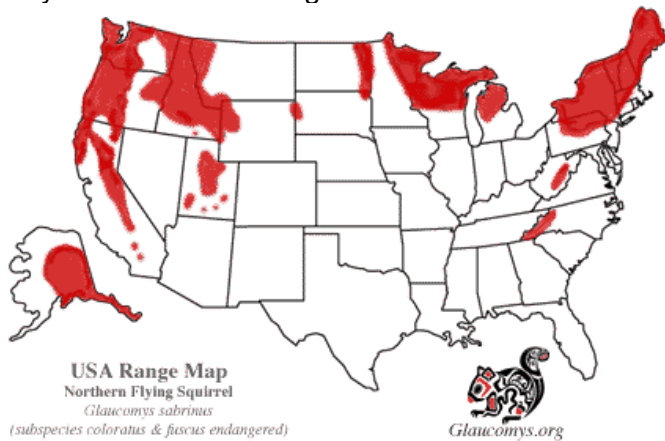 USA Range Map
Northern Flying Squirrel
Glaucomys sabrinus
(subspecies coloratus & fuscus endangered)
Glaucomys.org